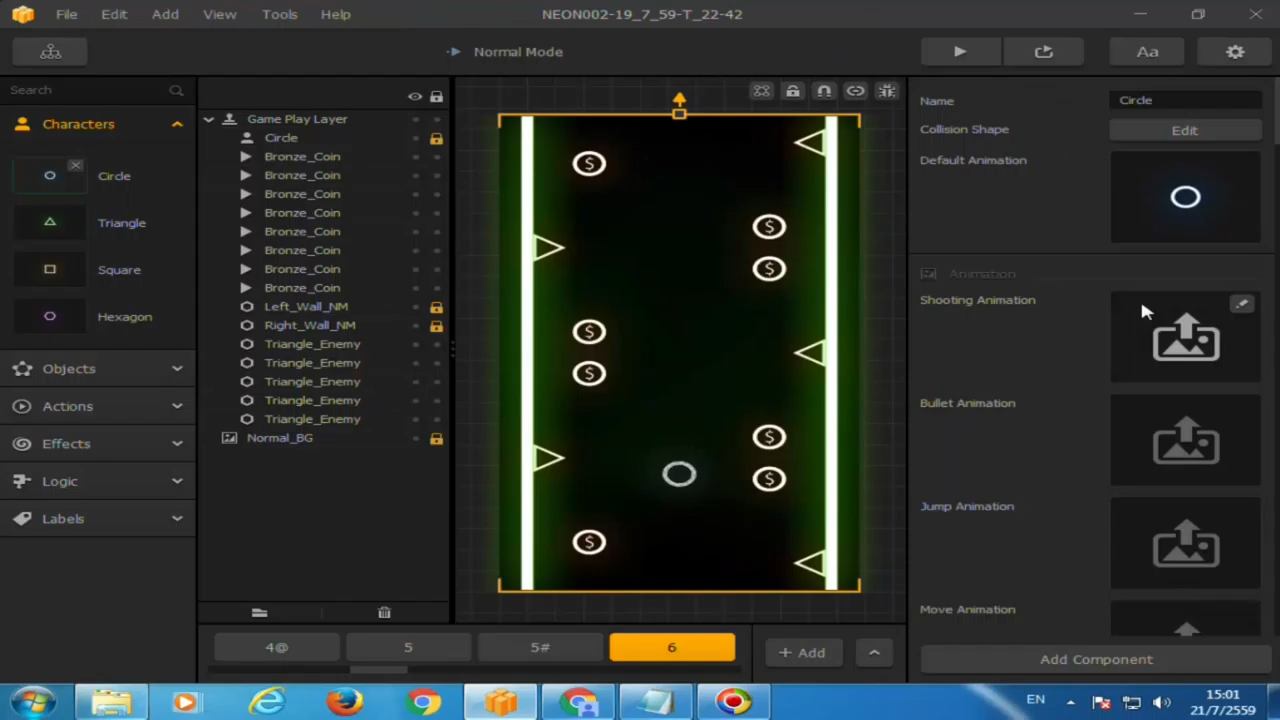 File Edit Add View Tools Help NEON002-19_7_59-T_22-42
Normal Mode Aa
Search
Characters
Circle
Triangle
Square
Hexagon
Objects
Actions
Effects
Logic
Labels
Game Play Layer
Circle
Bronze_Coin
Bronze_Coin
Bronze_Coin
Bronze_Coin
Bronze_Coin
Bronze_Coin
Bronze_Coin
Bronze_Coin
Left_Wall_NM
Right_Wall_NM
Triangle_Enemy
Triangle_Enemy
Triangle_Enemy
Triangle_Enemy
Triangle_Enemy
Normal_BG
$
$
$
$
$
$
$
$
4@ 5 5# 6 + Add
Name Circle
Collision Shape Edit
Default Animation
Animation
Shooting Animation
Bullet Animation
Jump Animation
Move Animation
Add Component
EN 15:01
21/7/2559